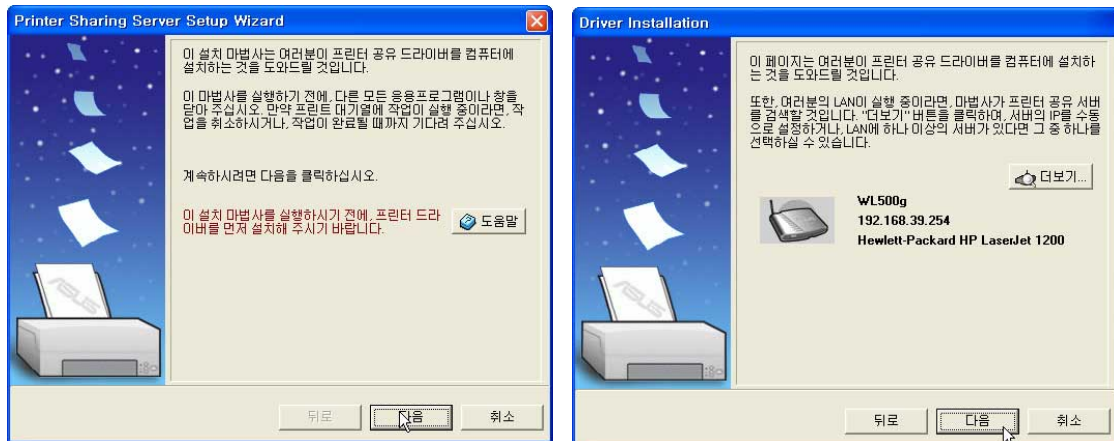 Printer Sharing Server Setup Wizard
이 설치 마법사는 여러분이 프린터 공유 드라이버를 컴퓨터에
설치하는 것을 도와드릴 것입니다.
이 마법사를 실행하기 전에, 다른 모든 응용프로그램이나 창을
닫아 주십시오. 만약 프린트 대기열에 작업이 실행 중이라면, 작
업을 취소하시거나, 작업이 완료될 때까지 기다려 주십시오.
계속하시려면 다음을 클릭하십시오.
이 설치 마법사를 실행하시기 전에, 프린터 드라
이버를 먼저 설치해 주시기 바랍니다.
도움말
ASUS
뒤로
다음
취소
Driver Installation
이 페이지는 여러분이 프린터 공유 드라이버를 컴퓨터에 설치하
는 것을 도와드릴 것입니다.
또한, 여러분의 LAN이 실행 중이라면, 마법사가 프린터 공유 서버
를 검색할 것입니다. "더보기" 버튼을 클릭하여, 서버의 IP를 수동
으로 설정하거나, LAN에 하나 이상의 서버가 있다면 그 중 하나를
선택하실 수 있습니다.
더보기...
WL500g
192.168.39.254
Hewlett-Packard HP LaserJet 1200
ASUS
뒤로
다음
취소